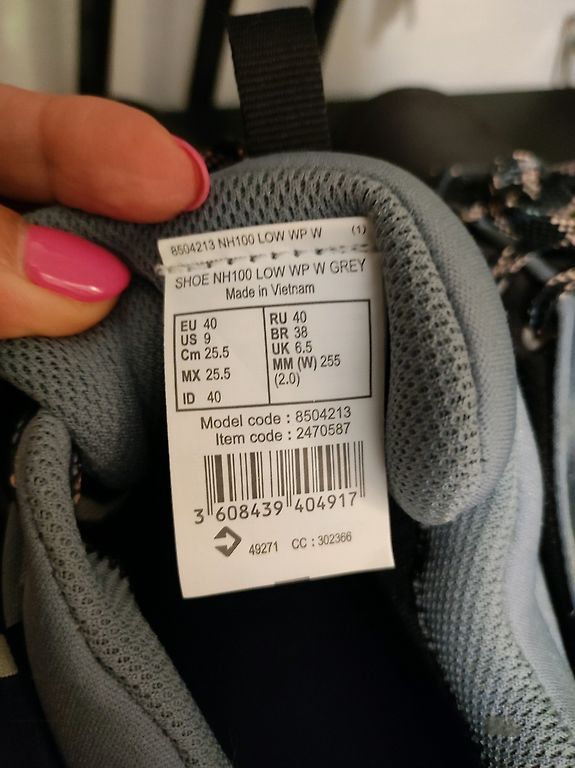 8504213 NH100 LOW WP W (1)
SHOE NH100 LOW WP W GREY
Made in Vietnam
EU 40
US 9
Cm 25.5
MX 25.5
ID 40
RU 40
BR 38
UK 6.5
MM (W) 255
(2.0)
Model code : 8504213
Item code : 2470587
3 608439 404917
49271 CC : 302366